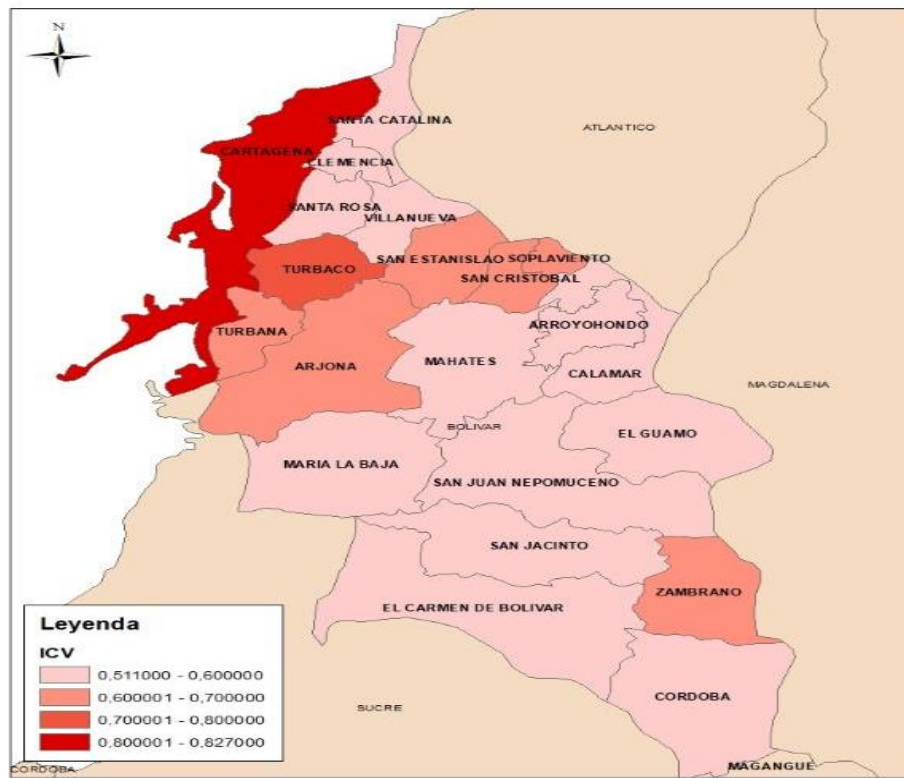 N
SANTA CATALINA
ATLANTICO
CARTAGENA
CLEMENCIA
SANTA ROSA
VILLANUEVA
SAN ESTANISLAO
SOPLAVIENTO
TURBACO
SAN CRISTOBAL
TURBANA
ARROYOHONDO
ARJONA
MAHATES
CALAMAR
MAGDALENA
BOLIVAR
EL GUAMO
MARIA LA BAJA
SAN JUAN NEPOMUCENO
SAN JACINTO
ZAMBRANO
EL CARMEN DE BOLIVAR
CORDOBA
SUCRE
MAGANGUE
Leyenda
ICV
0,511000 - 0,600000
0,600001 - 0,700000
0,700001 - 0,800000
0,800001 - 0,827000
CORDOBA